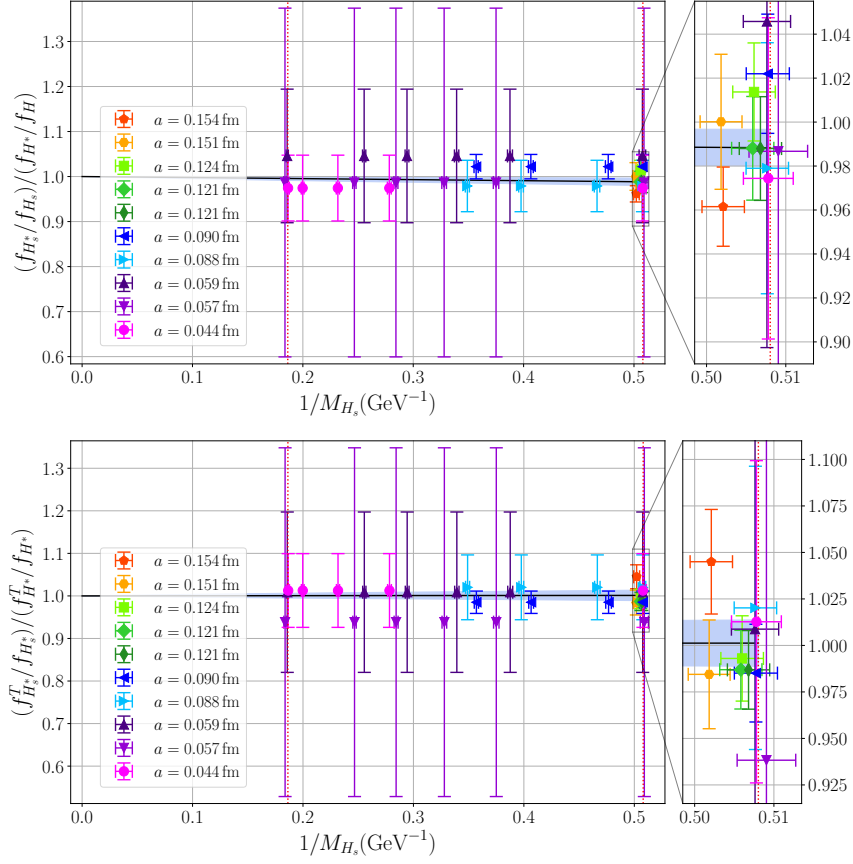 1.3
1.2
1.1
1.0
0.9
0.8
0.7
0.6
(f_{H_s^*}/f_{H_s})/(f_{H^*}/f_H)
a = 0.154 fm
a = 0.151 fm
a = 0.124 fm
a = 0.121 fm
a = 0.121 fm
a = 0.090 fm
a = 0.088 fm
a = 0.059 fm
a = 0.057 fm
a = 0.044 fm
0.0 0.1 0.2 0.3 0.4 0.5
1/M_{H_s}(GeV^{−1})
1.04
1.02
1.00
0.98
0.96
0.94
0.92
0.90
0.50 0.51
1.3
1.2
1.1
1.0
0.9
0.8
0.7
0.6
(f^T_{H_s^*}/f_{H_s^*})/(f^T_{H^*}/f_{H^*})
a = 0.154 fm
a = 0.151 fm
a = 0.124 fm
a = 0.121 fm
a = 0.121 fm
a = 0.090 fm
a = 0.088 fm
a = 0.059 fm
a = 0.057 fm
a = 0.044 fm
0.0 0.1 0.2 0.3 0.4 0.5
1/M_{H_s}(GeV^{−1})
1.100
1.075
1.050
1.025
1.000
0.975
0.950
0.925
0.50 0.51